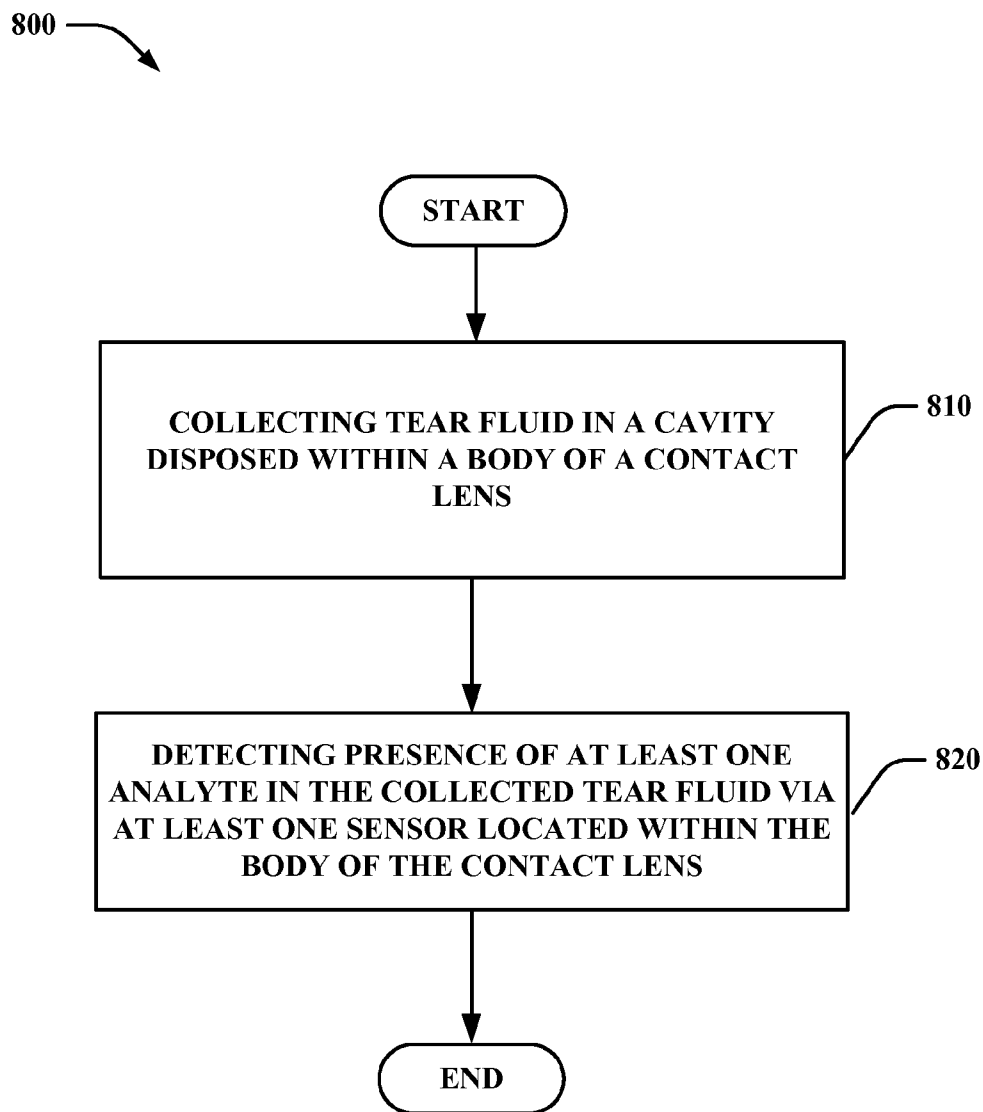 800
START
COLLECTING TEAR FLUID IN A CAVITY
DISPOSED WITHIN A BODY OF A CONTACT
LENS
810
DETECTING PRESENCE OF AT LEAST ONE
ANALYTE IN THE COLLECTED TEAR FLUID VIA
AT LEAST ONE SENSOR LOCATED WITHIN THE
BODY OF THE CONTACT LENS
820
END